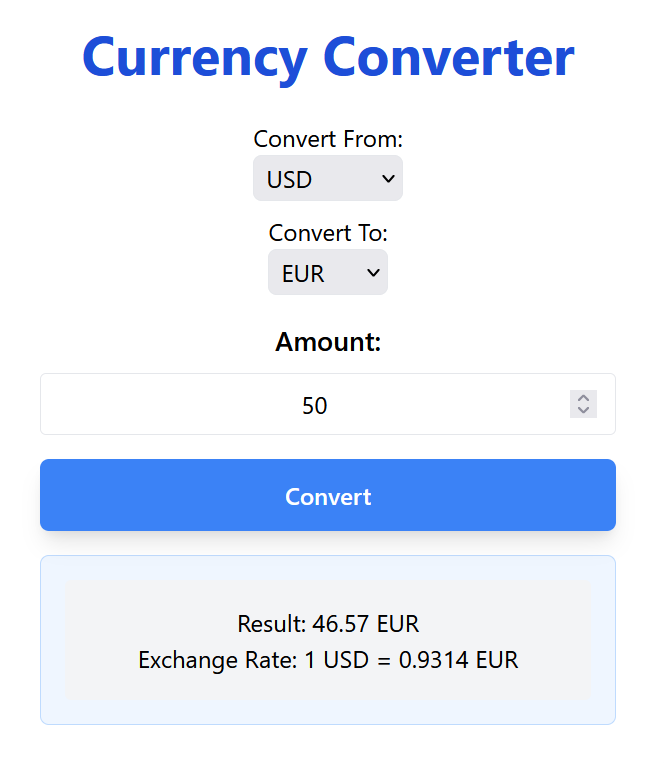 Currency Converter
Convert From:
USD
Convert To:
EUR
Amount:
50
Convert
Result: 46.57 EUR
Exchange Rate: 1 USD = 0.9314 EUR